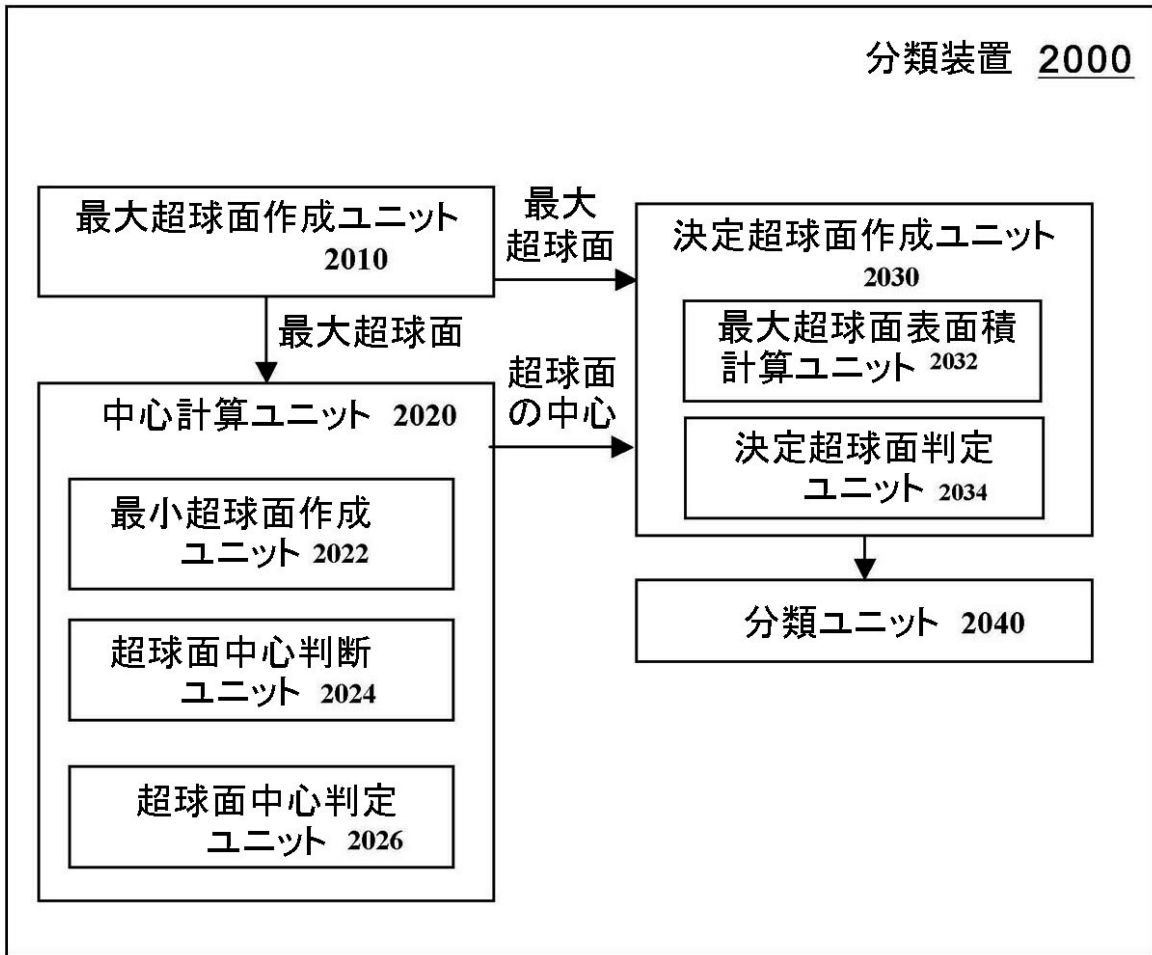 分類装置 2000
最大超球面作成ユニット
2010
最大
超球面
最大超球面
決定超球面作成ユニット
2030
最大超球面表面積
計算ユニット 2032
決定超球面判定
ユニット 2034
中心計算ユニット 2020
超球面
の中心
最小超球面作成
ユニット 2022
超球面中心判断
ユニット 2024
超球面中心判定
ユニット 2026
分類ユニット 2040